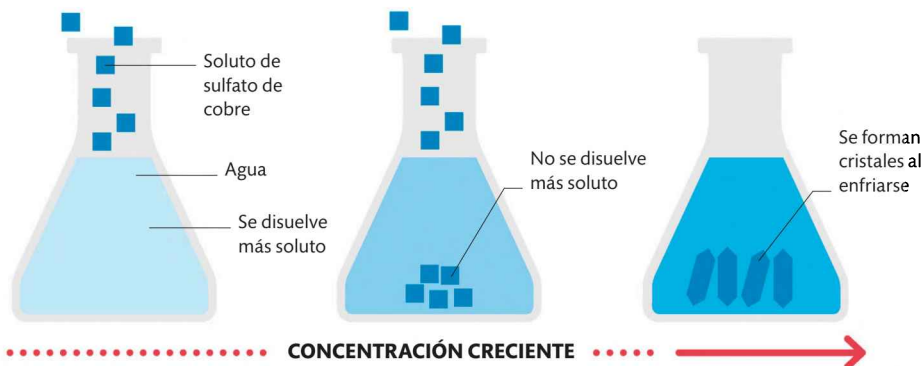 Soluto de
sulfato de
cobre
Agua
Se disuelve
más soluto
No se disuelve
más soluto
Se forman
cristales al
enfriarse
CONCENTRACIÓN CRECIENTE